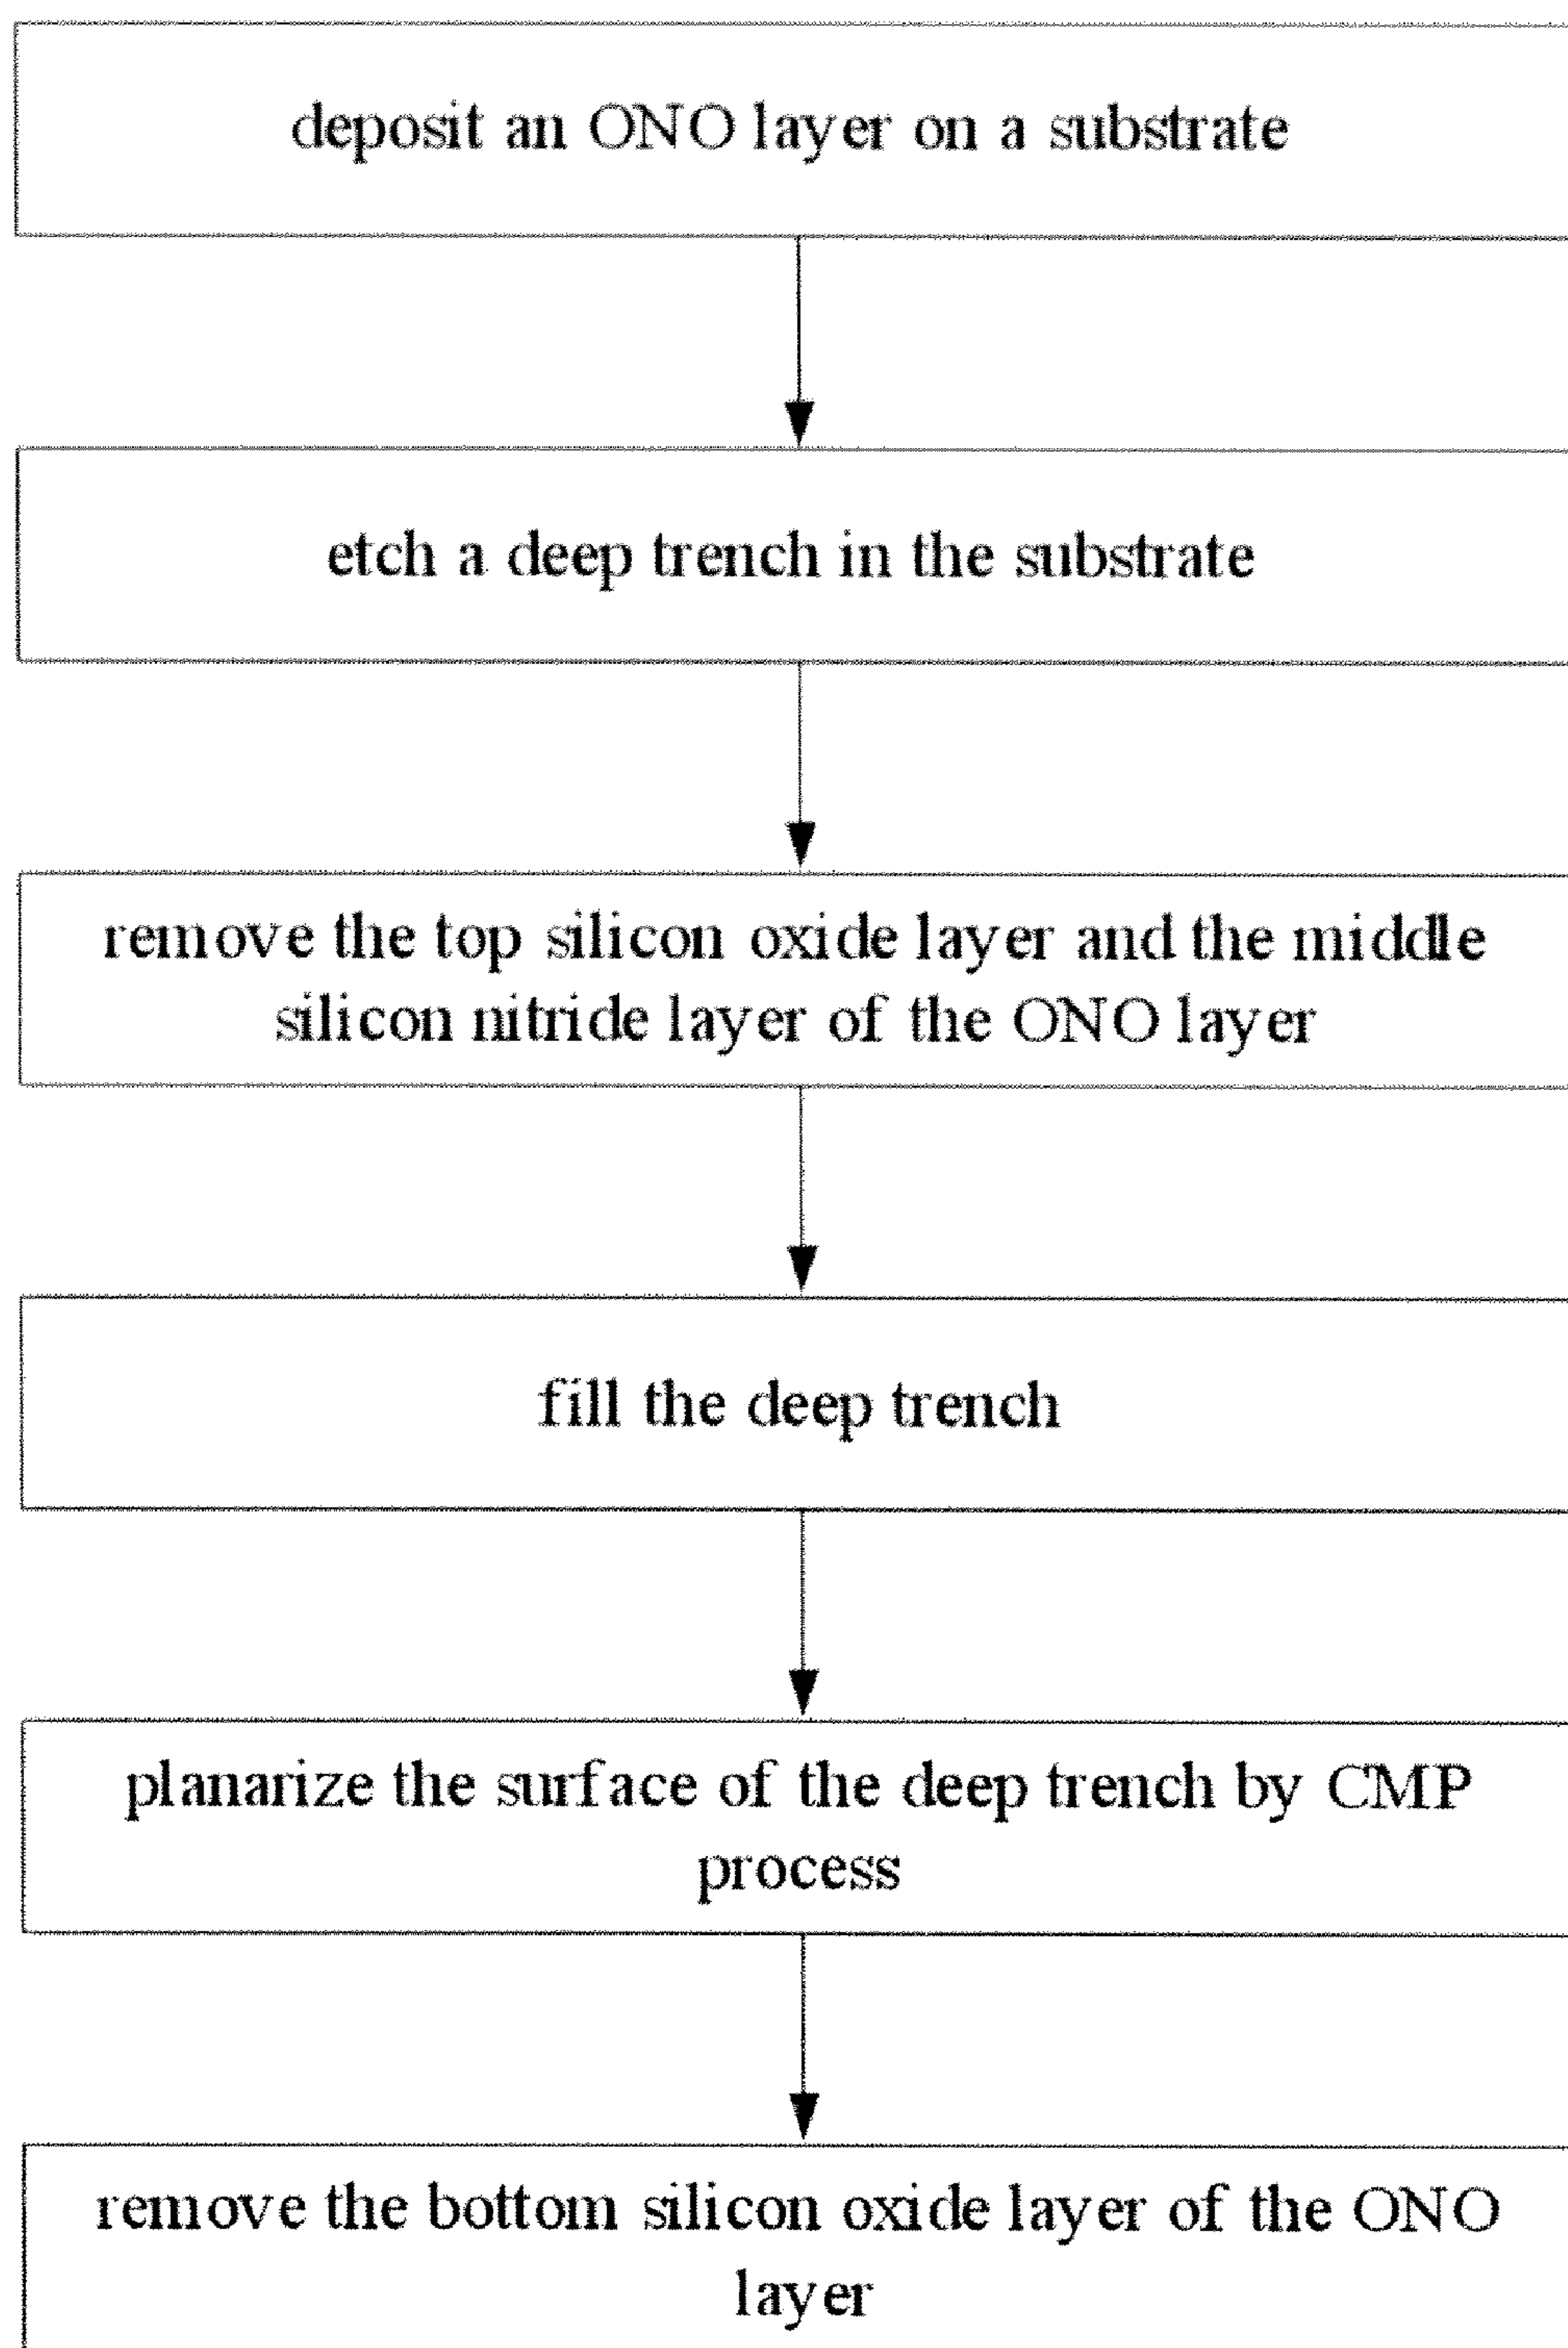 deposit an ONO layer on a substrate
etch a deep trench in the substrate
remove the top silicon oxide layer and the middle
silicon nitride layer of the ONO layer
fill the deep trench
planarize the surface of the deep trench by CMP
process
remove the bottom silicon oxide layer of the ONO
layer